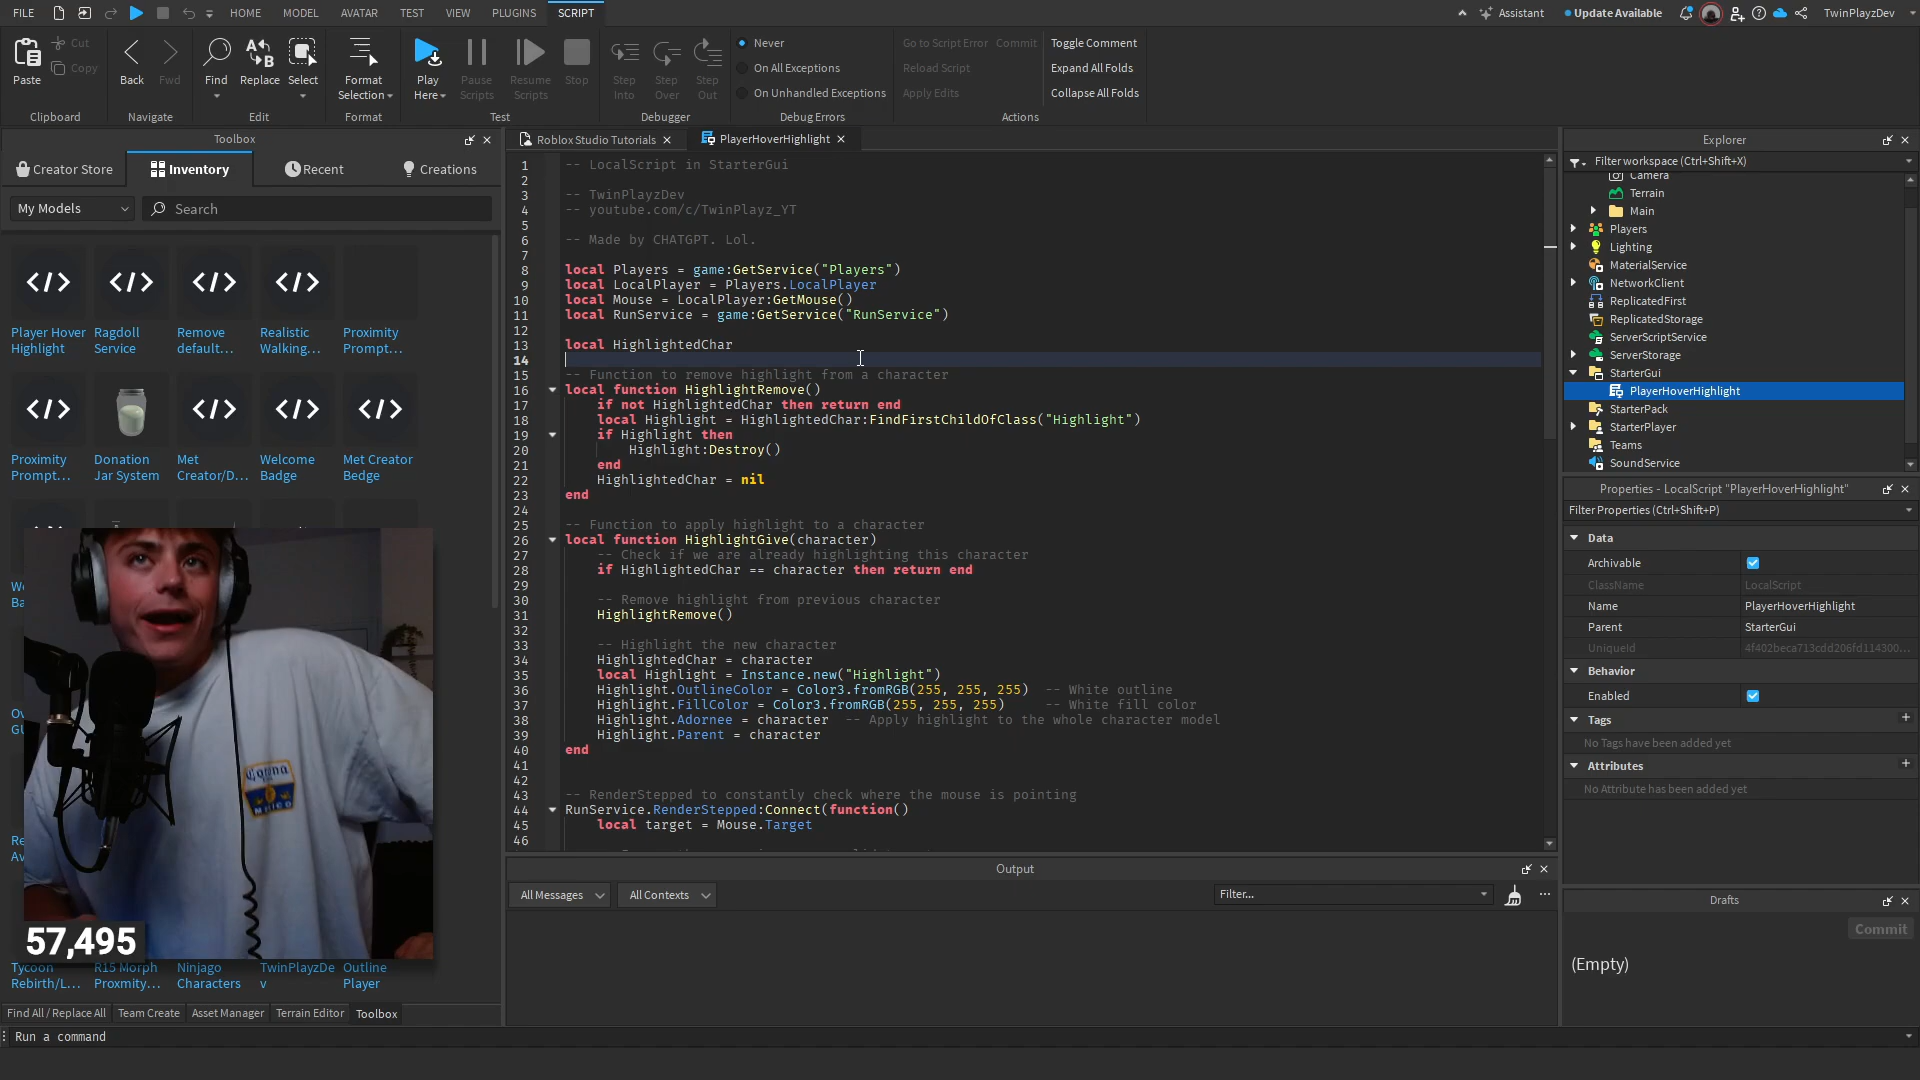 FILE HOME MODEL AVATAR TEST VIEW PLUGINS SCRIPT Assistant Update Available TwinPlayzDev
Paste Cut Copy Back Fwd Find Replace Select Format Selection Play Here Pause Scripts Resume Scripts Stop Step Into Step Over Step Out
Never
On All Exceptions
On Unhandled Exceptions
Go to Script Error Commit
Reload Script
Apply Edits
Toggle Comment
Expand All Folds
Collapse All Folds
Clipboard Navigate Edit Format Test Debugger Debug Errors Actions
Toolbox
Creator Store Inventory Recent Creations
My Models Search
Player Hover Highlight
Ragdoll Service
Remove default...
Realistic Walking...
Proximity Prompt...
Proximity Prompt...
Donation Jar System
Met Creator/D...
Welcome Badge
Met Creator Bedge
57,495
Tycoon Rebirth/L...
R15 Morph Proxmity...
Ninjago Characters
TwinPlayzDev
Outline Player
Find All / Replace All Team Create Asset Manager Terrain Editor Toolbox
Run a command
Roblox Studio Tutorials PlayerHoverHighlight
1 -- LocalScript in StarterGui
2
3 -- TwinPlayzDev
4 -- youtube.com/c/TwinPlayz_YT
5
6 -- Made by CHATGPT. Lol.
7
8 local Players = game:GetService("Players")
9 local LocalPlayer = Players.LocalPlayer
10 local Mouse = LocalPlayer:GetMouse()
11 local RunService = game:GetService("RunService")
12
13 local HighlightedChar
14
15 -- Function to remove highlight from a character
16 local function HighlightRemove()
17 if not HighlightedChar then return end
18 local Highlight = HighlightedChar:FindFirstChildOfClass("Highlight")
19 if Highlight then
20 Highlight:Destroy()
21 end
22 HighlightedChar = nil
23 end
24
25 -- Function to apply highlight to a character
26 local function HighlightGive(character)
27 -- Check if we are already highlighting this character
28 if HighlightedChar == character then return end
29
30 -- Remove highlight from previous character
31 HighlightRemove()
32
33 -- Highlight the new character
34 HighlightedChar = character
35 local Highlight = Instance.new("Highlight")
36 Highlight.OutlineColor = Color3.fromRGB(255, 255, 255) -- White outline
37 Highlight.FillColor = Color3.fromRGB(255, 255, 255) -- White fill color
38 Highlight.Adornee = character -- Apply highlight to the whole character model
39 Highlight.Parent = character
40 end
41
42
43 -- RenderStepped to constantly check where the mouse is pointing
44 RunService.RenderStepped:Connect(function()
45 local target = Mouse.Target
46
Output
All Messages All Contexts Filter...
Explorer
Filter workspace (Ctrl+Shift+X)
Camera
Terrain
Main
Players
Lighting
MaterialService
NetworkClient
ReplicatedFirst
ReplicatedStorage
ServerScriptService
ServerStorage
StarterGui
PlayerHoverHighlight
StarterPack
StarterPlayer
Teams
SoundService
Properties - LocalScript "PlayerHoverHighlight"
Filter Properties (Ctrl+Shift+P)
Data
Archivable
ClassName LocalScript
Name PlayerHoverHighlight
Parent StarterGui
UniqueId 4f402beca713cdd206fd114300...
Behavior
Enabled
Tags
No Tags have been added yet
Attributes
No Attribute has been added yet
Drafts
Commit
(Empty)